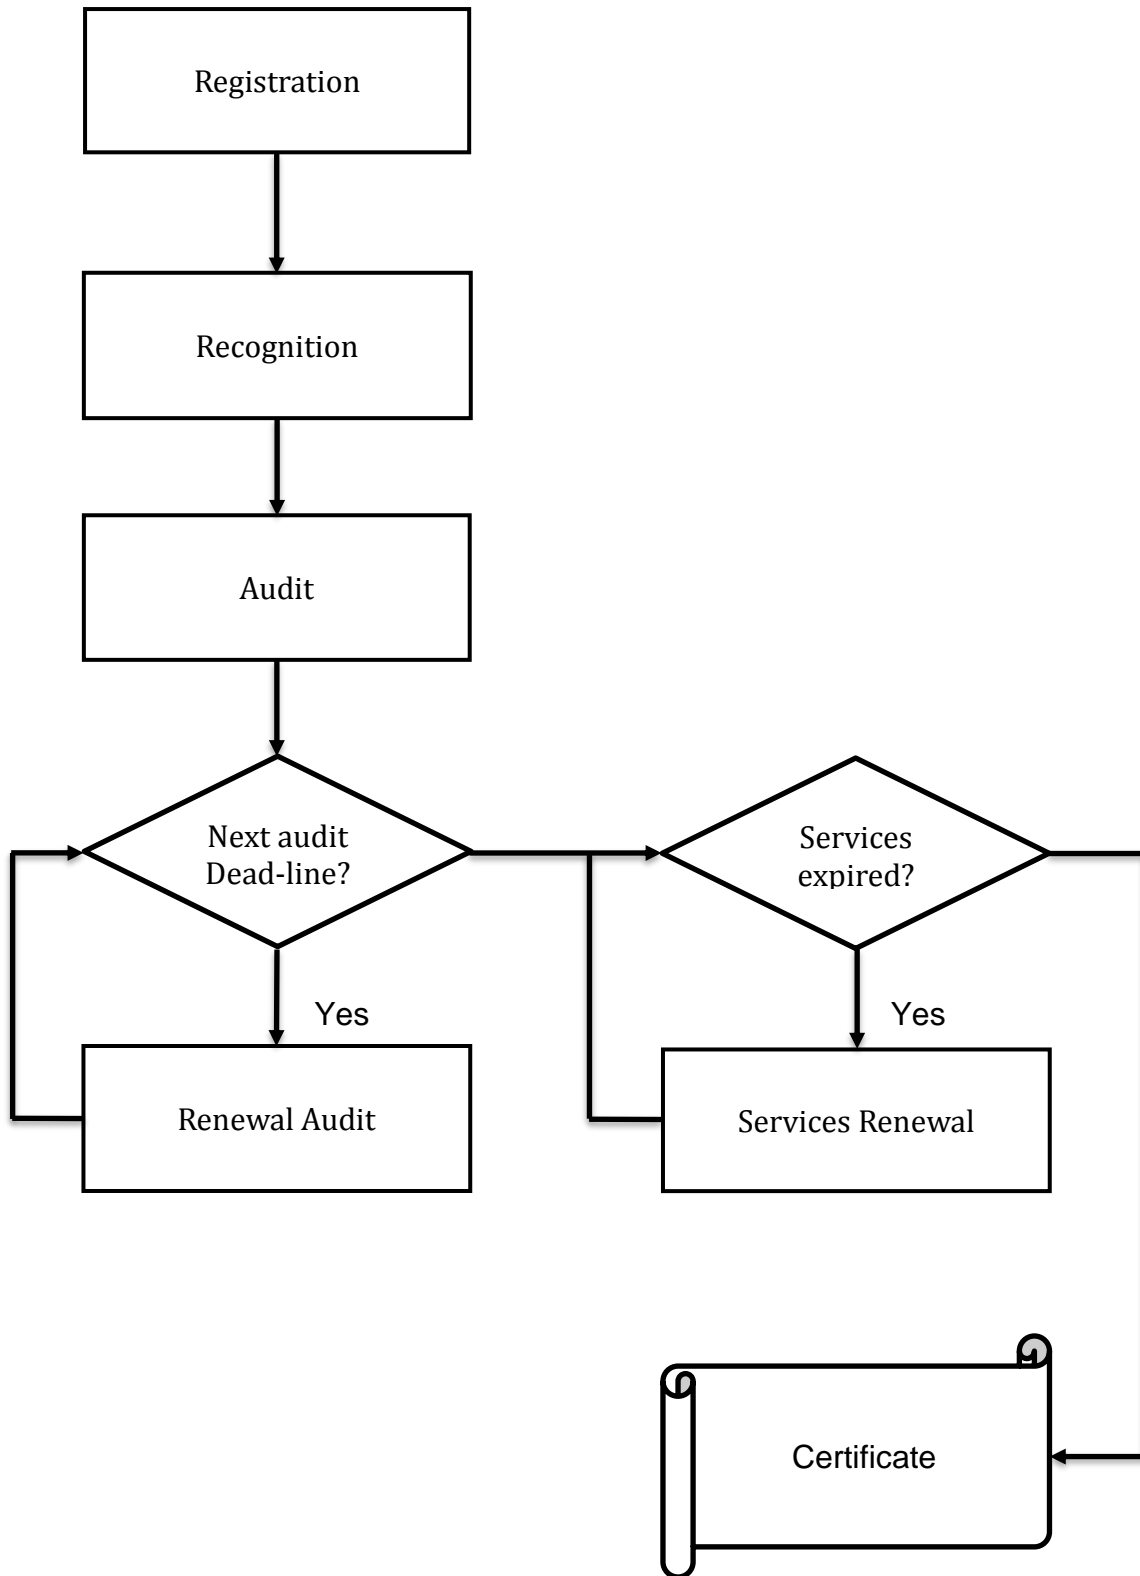 Registration
Recognition
Audit
Next audit
Dead-line?
Services
expired?
Yes
Yes
Renewal Audit
Services Renewal
Certificate